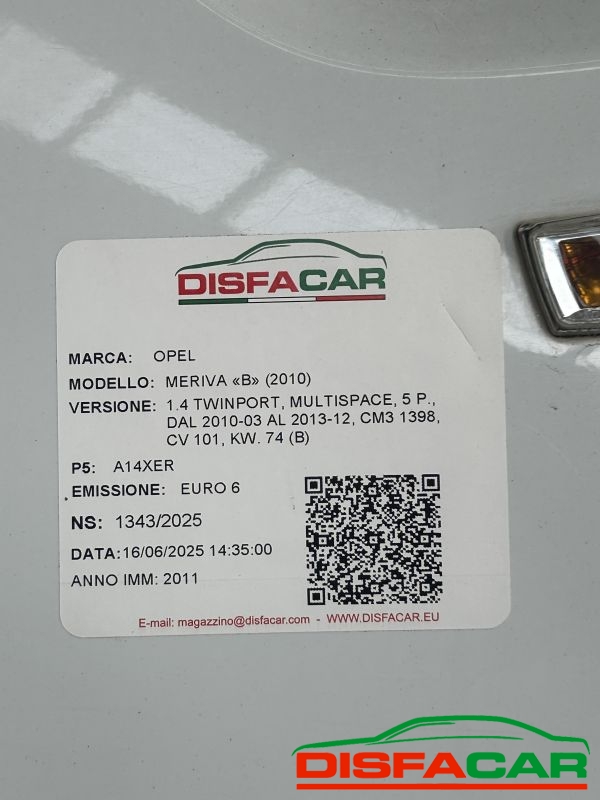 DISFACAR
MARCA: OPEL
MODELLO: MERIVA «B» (2010)
VERSIONE: 1.4 TWINPORT, MULTISPACE, 5 P.,
DAL 2010-03 AL 2013-12, CM3 1398,
CV 101, KW. 74 (B)
P5: A14XER
EMISSIONE: EURO 6
NS: 1343/2025
DATA:16/06/2025 14:35:00
ANNO IMM: 2011
E-mail: magazzino@disfacar.com - WWW.DISFACAR.EU
DISFACAR